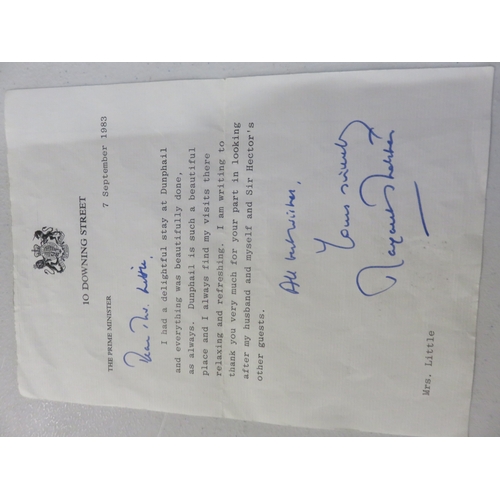 10 DOWNING STREET
THE PRIME MINISTER
7 September 1983
Dear Mrs. Little,
I had a delightful stay at Dunphail
and everything was beautifully done,
as always. Dunphail is such a beautiful
place and I always find my visits there
relaxing and refreshing. I am writing to
thank you very much for your part in looking
after my husband and myself and Sir Hector's
other guests.
All best wishes,
Yours sincerely
Margaret Thatcher
Mrs. Little